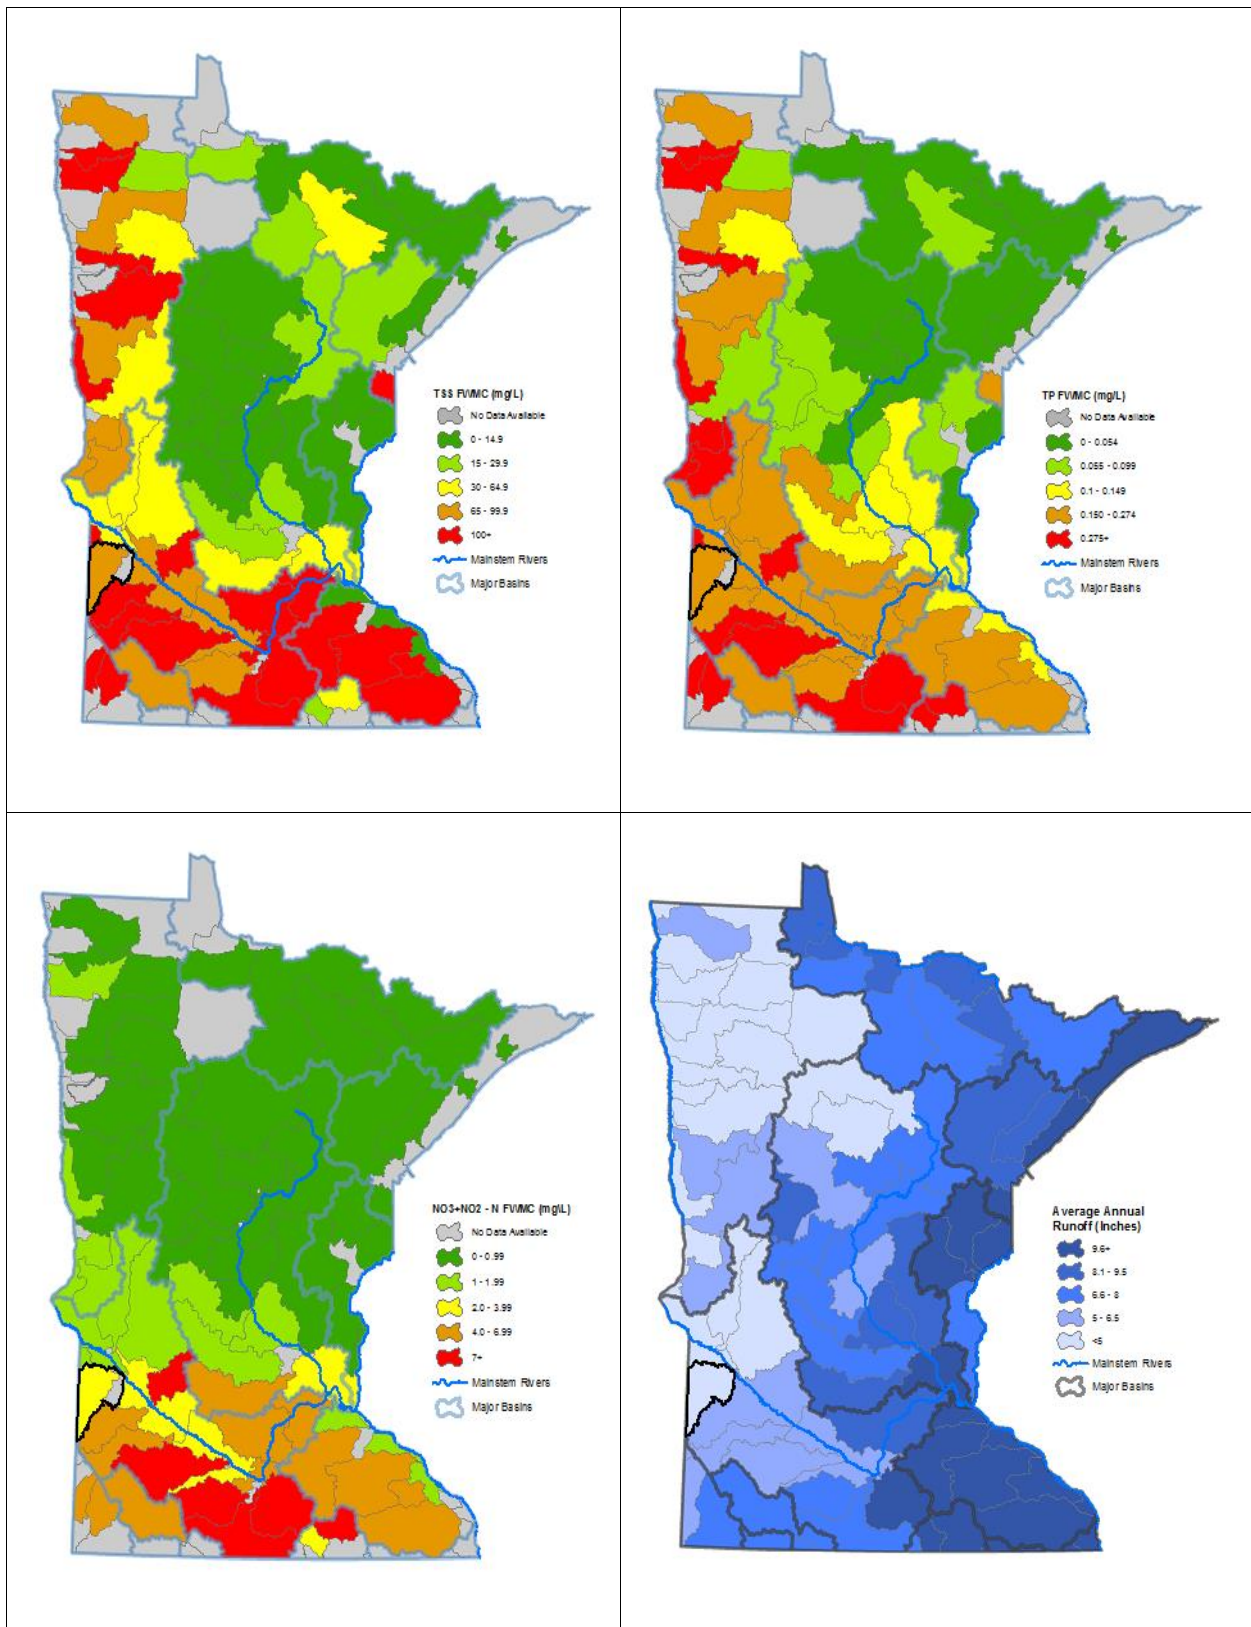 TSS FWMC (mg/L)
No Data Available
0 - 14.9
15 - 29.9
30 - 64.9
65 - 99.9
100+
Mainstem Rivers
Major Basins
TP FWMC (mg/L)
No Data Available
0 - 0.054
0.055 - 0.099
0.1 - 0.149
0.150 - 0.274
0.275+
Mainstem Rivers
Major Basins
NO3+NO2 - N FWMC (mg\L)
No Data Available
0 - 0.99
1 - 1.99
2.0 - 3.99
4.0 - 6.99
7+
Mainstem Rivers
Major Basins
Average Annual
Runoff (Inches)
9.6+
8.1 - 9.5
6.6 - 8
5 - 6.5
<5
Mainstem Rivers
Major Basins